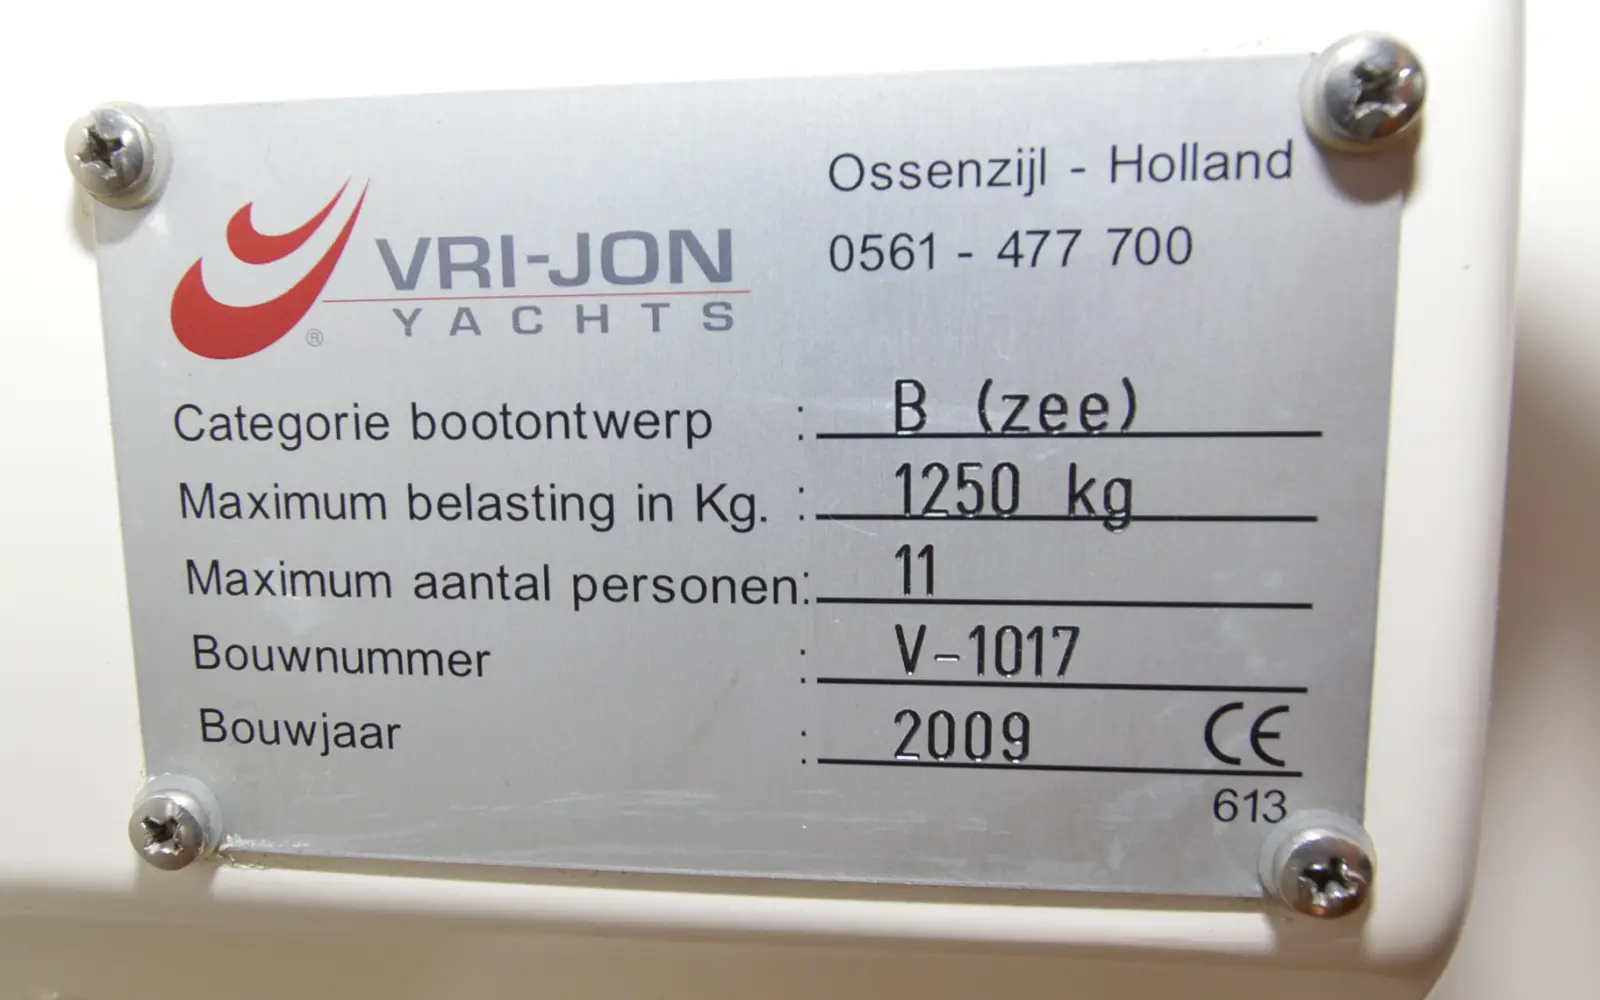 Ossenzijl - Holland
0561 - 477 700
VRI-JON
YACHTS
®
Categorie bootontwerp : B (zee)
Maximum belasting in Kg. : 1250 kg
Maximum aantal personen: 11
Bouwnummer : V-1017
Bouwjaar : 2009 CE
613